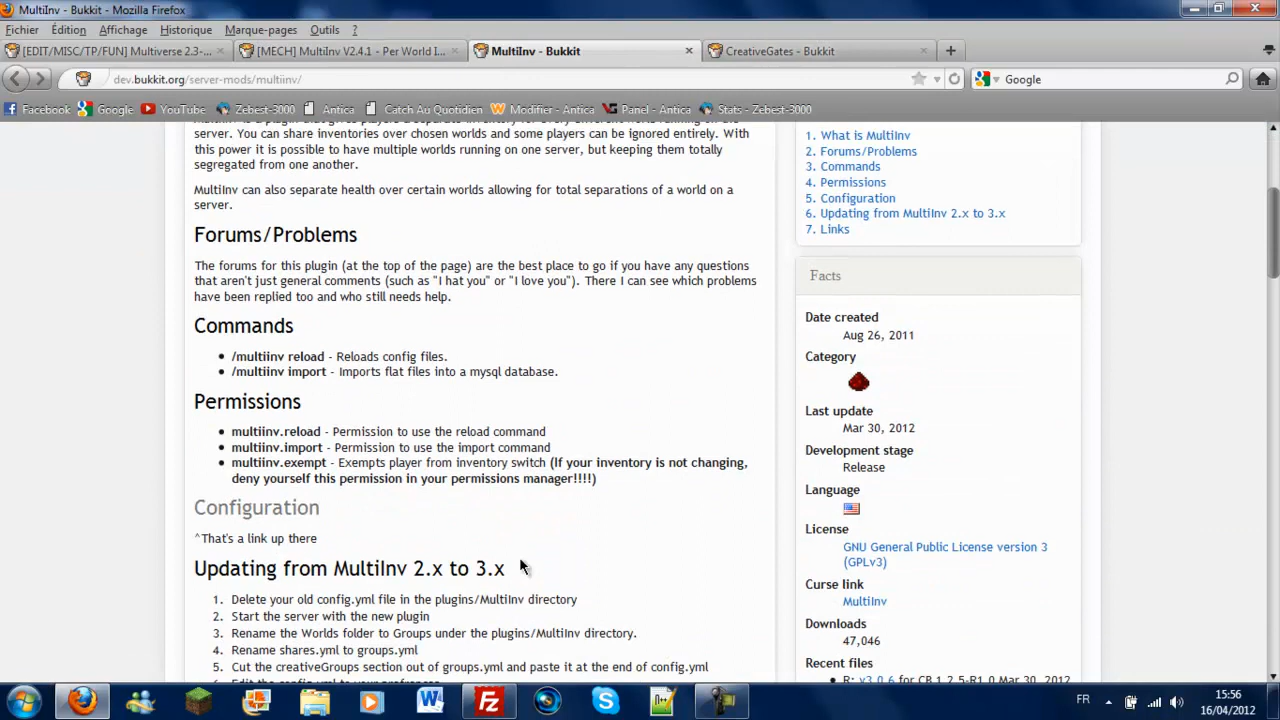 MultiInv - Bukkit - Mozilla Firefox
Fichier Édition Affichage Historique Marque-pages Outils ?
[EDIT/MISC/TP/FUN] Multiverse 2.3-... [MECH] MultiInv V2.4.1 - Per World I... MultiInv - Bukkit CreativeGates - Bukkit
dev.bukkit.org/server-mods/multiinv/ Google
Facebook Google YouTube Zebest-3000 Antica Catch Au Quotidien Modifier - Antica Panel - Antica Stats - Zebest-3000
server. You can share inventories over chosen worlds and some players can be ignored entirely. With
this power it is possible to have multiple worlds running on one server, but keeping them totally
segregated from one another.
MultiInv can also separate health over certain worlds allowing for total separations of a world on a
server.
Forums/Problems
The forums for this plugin (at the top of the page) are the best place to go if you have any questions
that aren't just general comments (such as "I hat you" or "I love you"). There I can see which problems
have been replied too and who still needs help.
Commands
• /multiinv reload - Reloads config files.
• /multiinv import - Imports flat files into a mysql database.
Permissions
• multiinv.reload - Permission to use the reload command
• multiinv.import - Permission to use the import command
• multiinv.exempt - Exempts player from inventory switch (If your inventory is not changing,
deny yourself this permission in your permissions manager!!!!)
Configuration
^That's a link up there
Updating from MultiInv 2.x to 3.x
1. Delete your old config.yml file in the plugins/MultiInv directory
2. Start the server with the new plugin
3. Rename the Worlds folder to Groups under the plugins/MultiInv directory.
4. Rename shares.yml to groups.yml
5. Cut the creativeGroups section out of groups.yml and paste it at the end of config.yml
1. What is MultiInv
2. Forums/Problems
3. Commands
4. Permissions
5. Configuration
6. Updating from MultiInv 2.x to 3.x
7. Links
Facts
Date created
Aug 26, 2011
Category
Last update
Mar 30, 2012
Development stage
Release
Language
License
GNU General Public License version 3
(GPLv3)
Curse link
MultiInv
Downloads
47,046
Recent files
• R: v3.0.6 for CB 1.2.5-R1.0 Mar 30, 2012
FR 15:56
16/04/2012